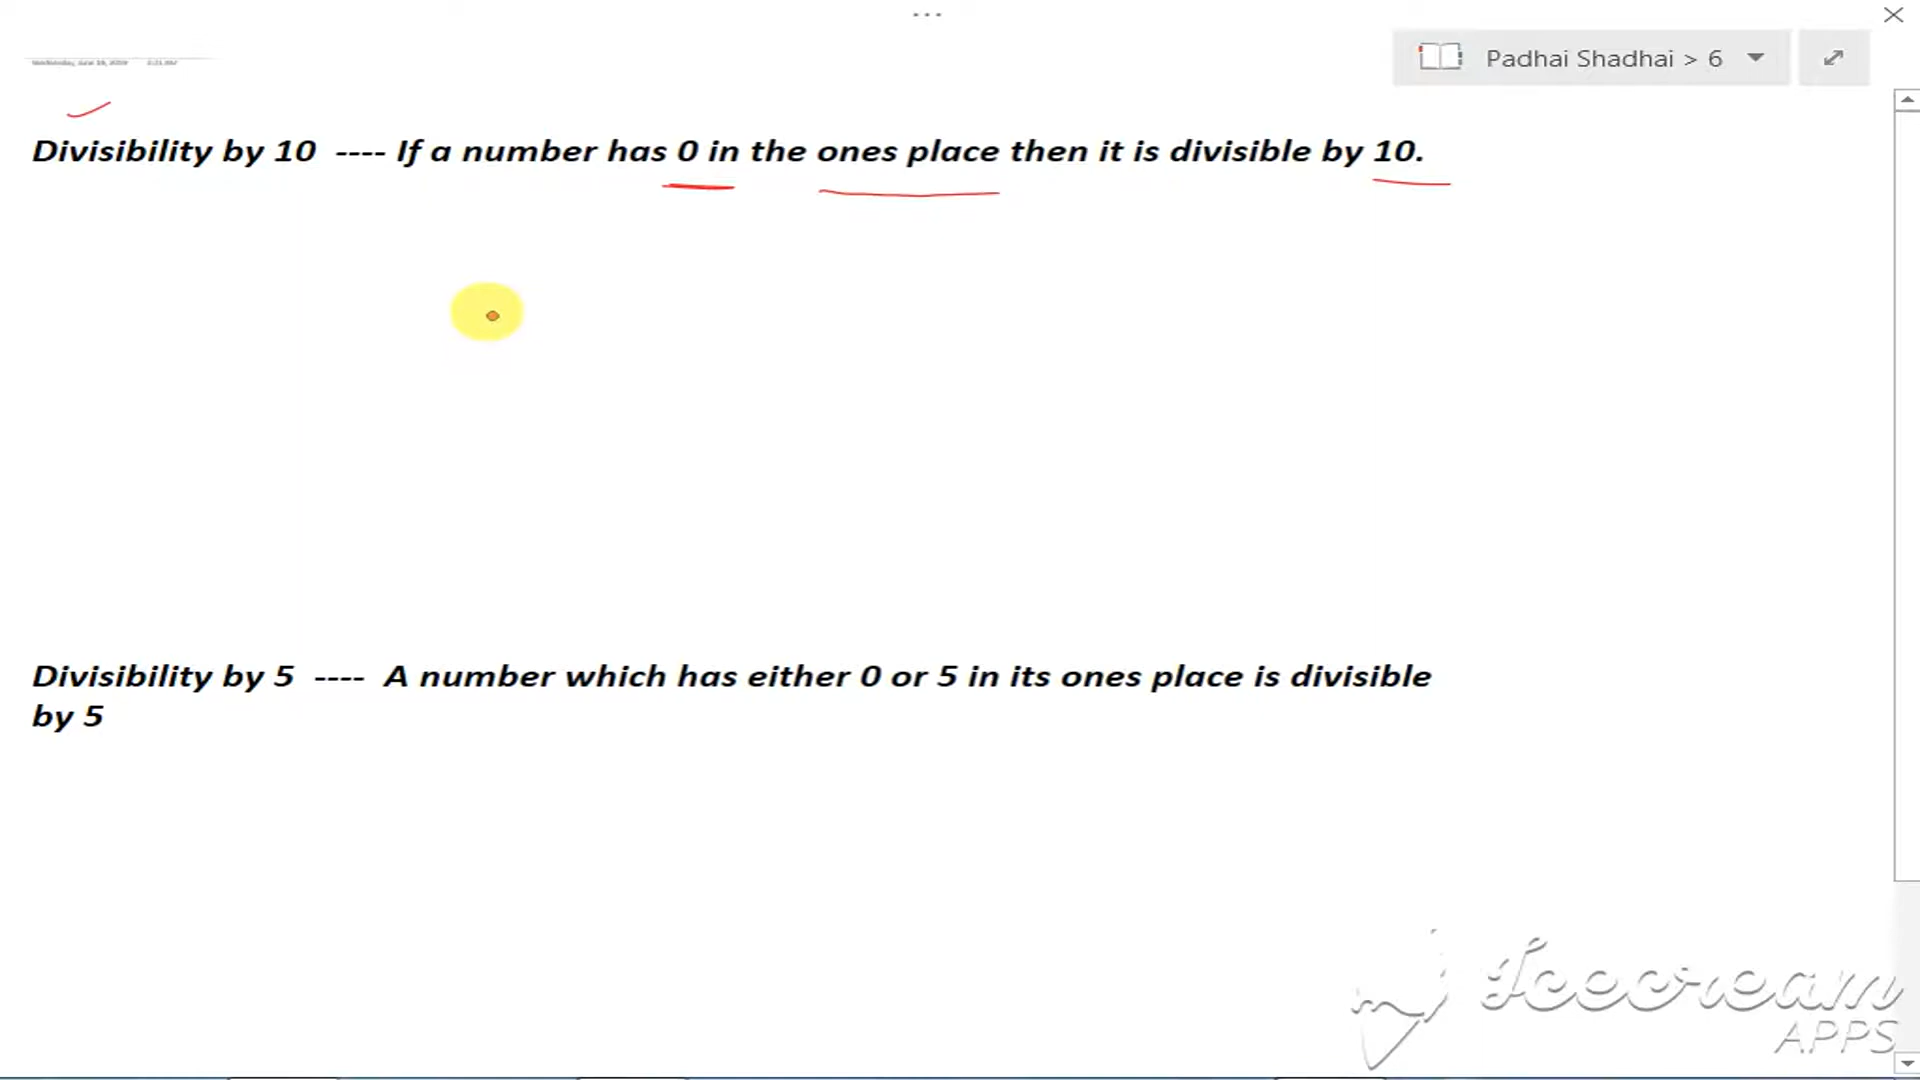 ...
Padhai Shadhai > 6
Divisibility by 10 ---- If a number has 0 in the ones place then it is divisible by 10.
Divisibility by 5 ---- A number which has either 0 or 5 in its ones place is divisible
by 5
Icecream
APPS